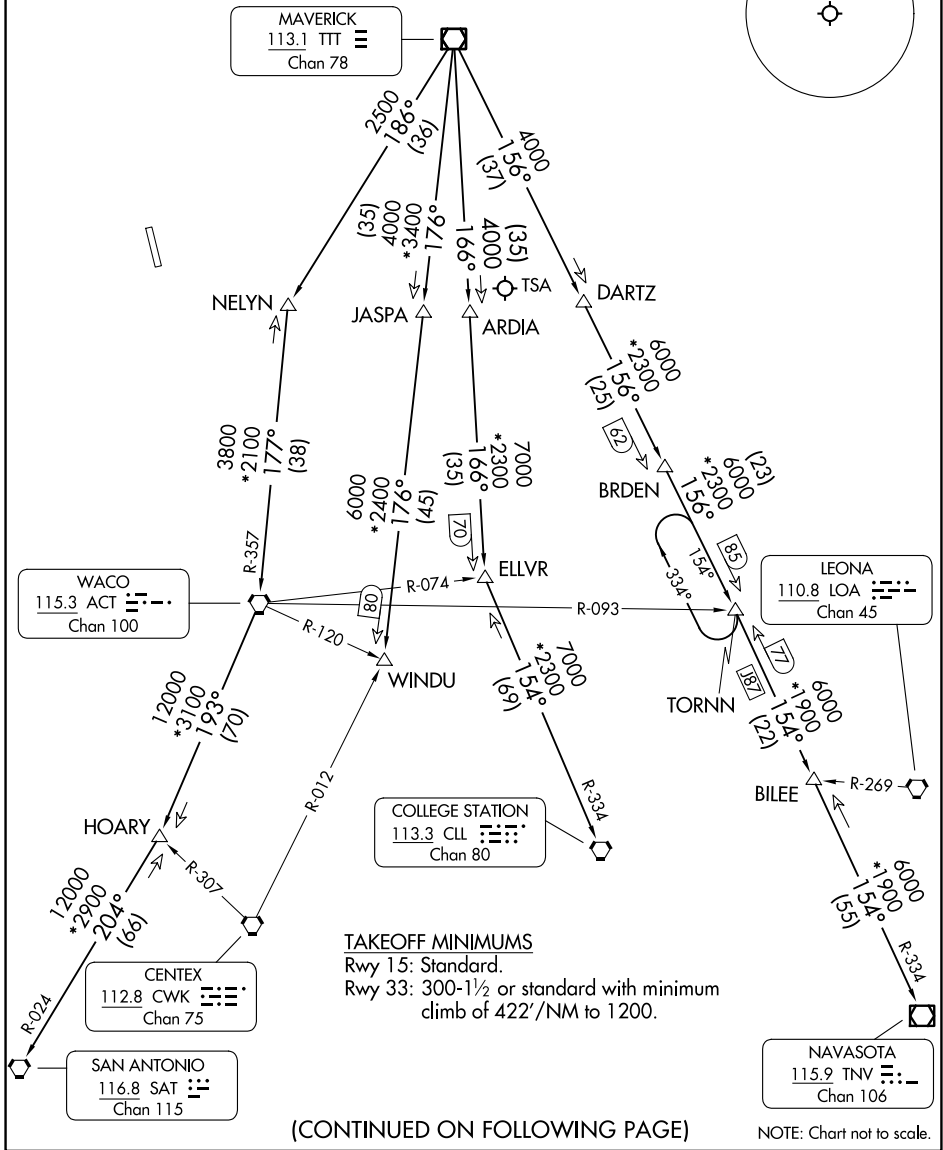 MAVERICK
113.1 TTT
Chan 78
2500
186°
(36)
(35)
4000
*3400
176°
(35)
4000
166°
4000
156°
(37)
TSA
NELYN
JASPA
ARDIA
DARTZ
3800
*2100
177°
(38)
6000
*2400
176°
(45)
7000
*2300
166°
(35)
6000
*2300
156°
(25)
62
BRDEN
(23)
6000
*2300
156°
70
85
154°
334°
R-357
WACO
115.3 ACT
Chan 100
R-074
ELLVR
80
R-093
R-120
WINDU
LEONA
110.8 LOA
Chan 45
TORNN
77
J87
6000
*1900
154°
(22)
12000
*3100
193°
(70)
7000
*2300
154°
(69)
R-012
R-334
BILEE
R-269
HOARY
COLLEGE STATION
113.3 CLL
Chan 80
R-307
12000
*2900
204°
(66)
6000
*1900
154°
(55)
R-334
CENTEX
112.8 CWK
Chan 75
TAKEOFF MINIMUMS
Rwy 15: Standard.
Rwy 33: 300-1½ or standard with minimum
climb of 422'/NM to 1200.
R-024
SAN ANTONIO
116.8 SAT
Chan 115
NAVASOTA
115.9 TNV
Chan 106
(CONTINUED ON FOLLOWING PAGE)
NOTE: Chart not to scale.